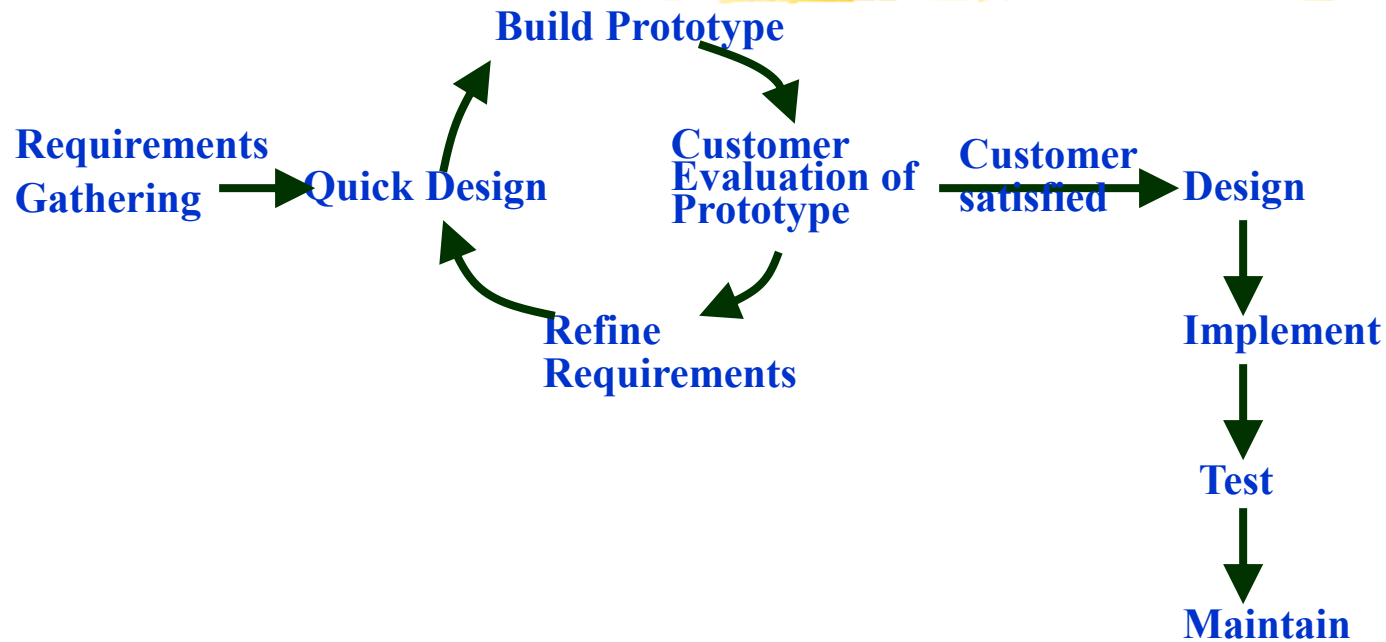 Build Prototype
Requirements
Gathering
Quick Design
Customer
Evaluation of
Prototype
Customer
satisfied
Design
Refine
Requirements
Implement
Test
Maintain